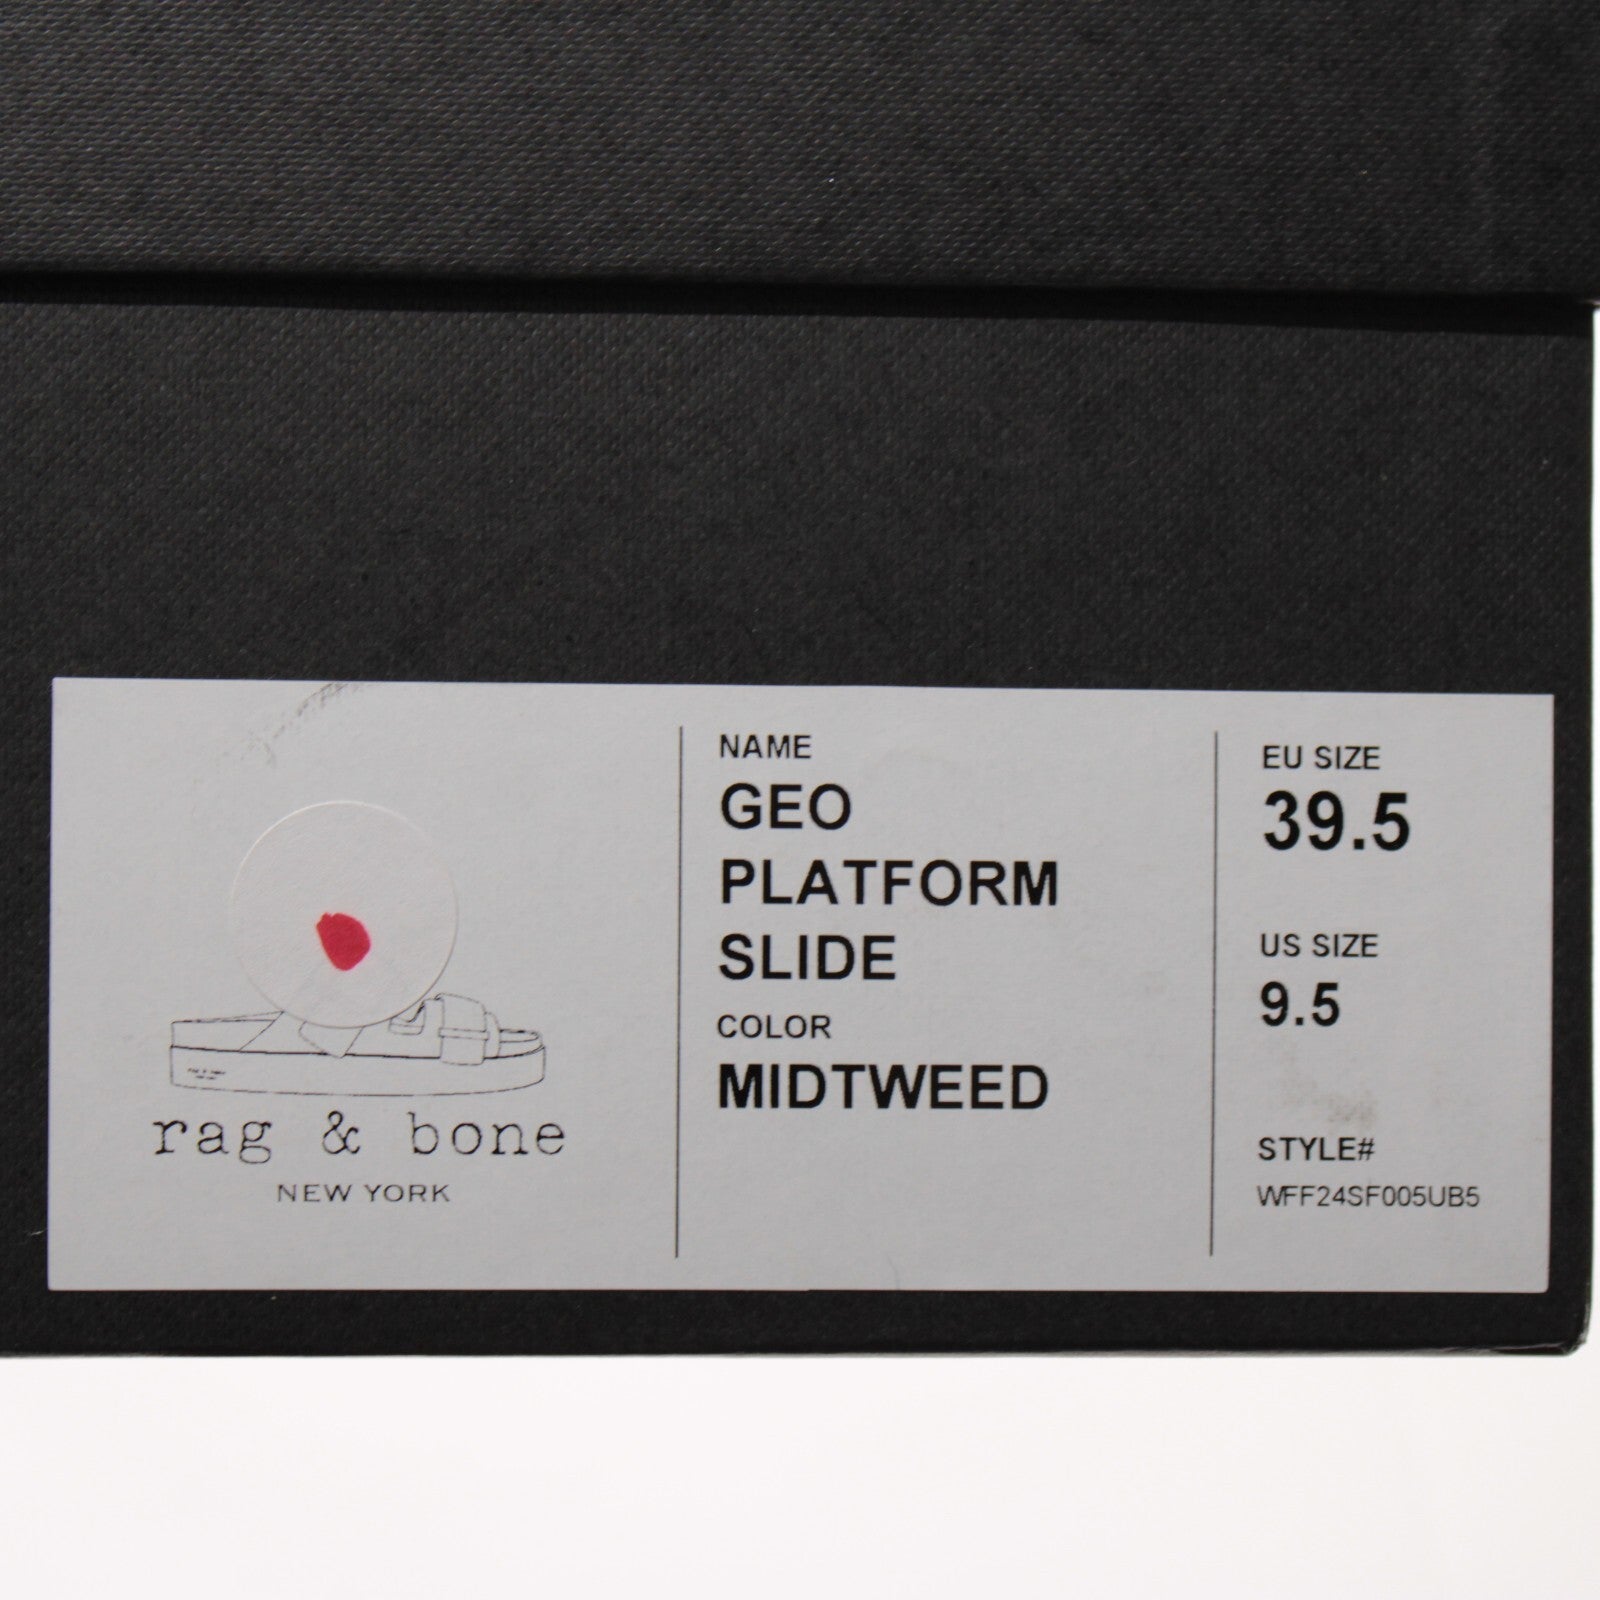 rag & bone
NEW YORK
NAME
GEO
PLATFORM
SLIDE
COLOR
MIDTWEED
EU SIZE
39.5
US SIZE
9.5
STYLE#
WFF24SF005UB5